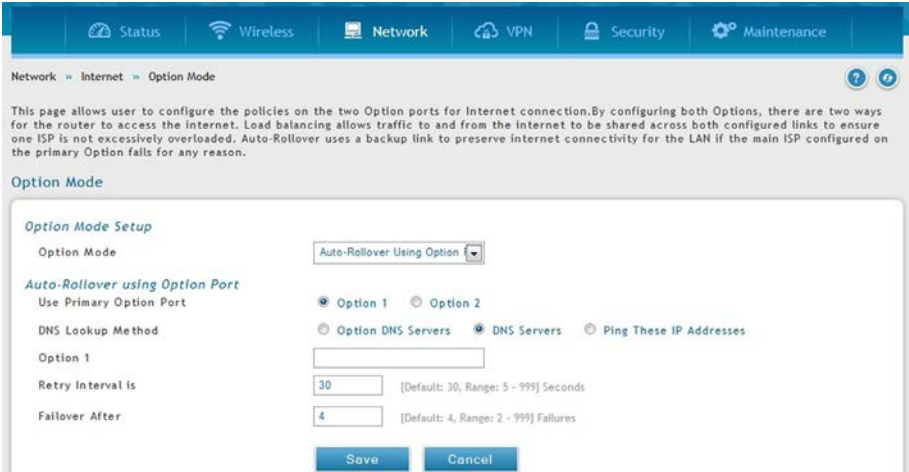 Status Wireless Network VPN Security Maintenance
Network » Internet » Option Mode
This page allows user to configure the policies on the two Option ports for Internet connection.By configuring both Options, there are two ways
for the router to access the internet. Load balancing allows traffic to and from the internet to be shared across both configured links to ensure
one ISP is not excessively overloaded. Auto-Rollover uses a backup link to preserve internet connectivity for the LAN if the main ISP configured on
the primary Option fails for any reason.
Option Mode
Option Mode Setup
Option Mode Auto-Rollover Using Option
Auto-Rollover using Option Port
Use Primary Option Port Option 1 Option 2
DNS Lookup Method Option DNS Servers DNS Servers Ping These IP Addresses
Option 1
Retry Interval is 30 [Default: 30, Range: 5 - 999] Seconds
Failover After 4 [Default: 4, Range: 2 - 999] Failures
Save Cancel